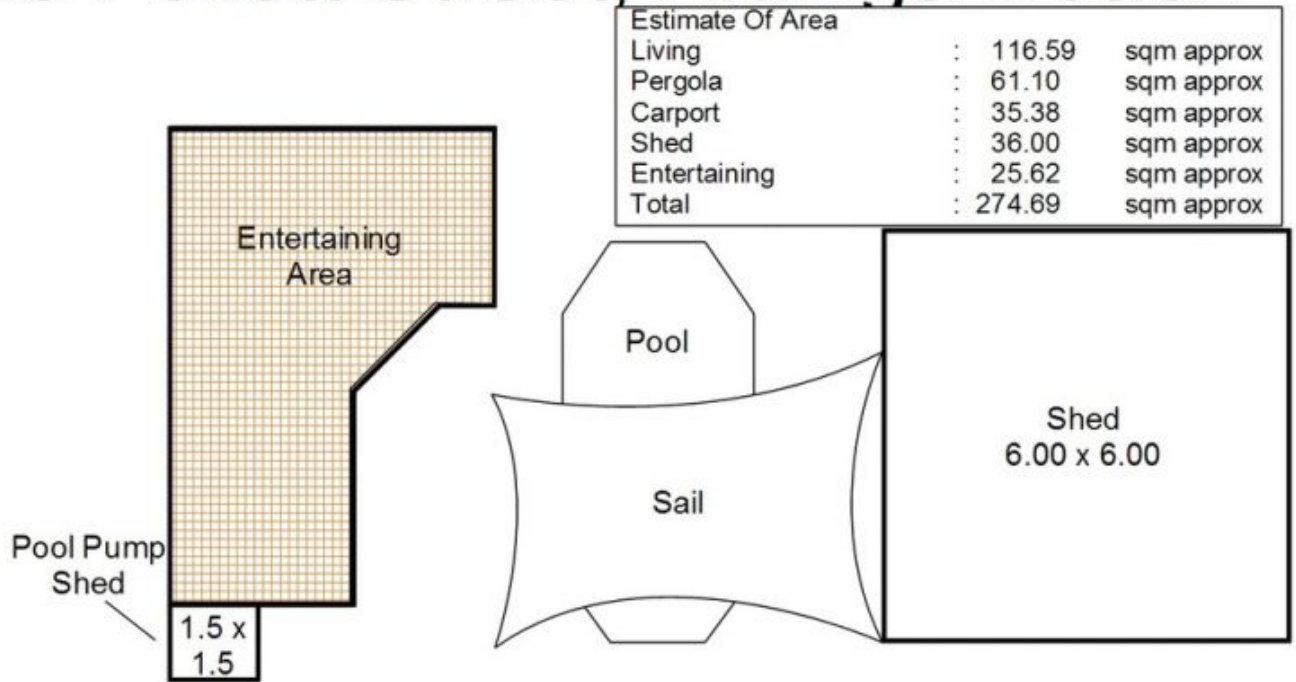 Estimate Of Area
Living : 116.59 sqm approx
Pergola : 61.10 sqm approx
Carport : 35.38 sqm approx
Shed : 36.00 sqm approx
Entertaining : 25.62 sqm approx
Total : 274.69 sqm approx
Entertaining
Area
Pool
Shed
6.00 x 6.00
Sail
Pool Pump
Shed
1.5 x
1.5